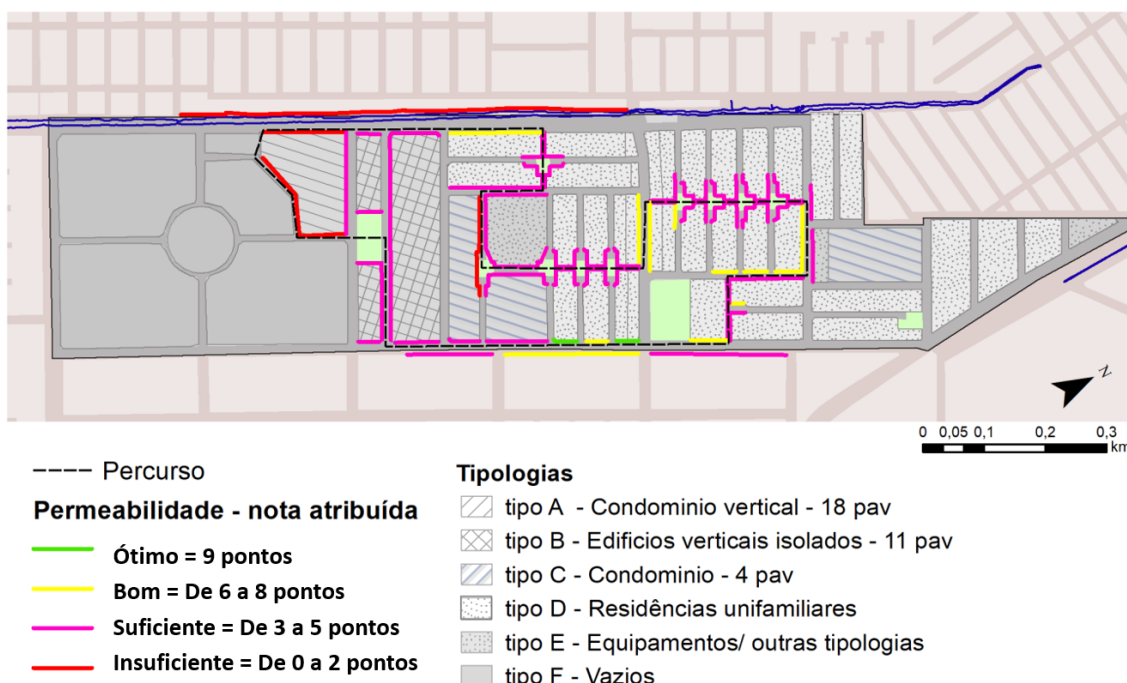 N
0 0,05 0,1 0,2 0,3
km
Percurso
Permeabilidade - nota atribuída
Ótimo = 9 pontos
Bom = De 6 a 8 pontos
Suficiente = De 3 a 5 pontos
Insuficiente = De 0 a 2 pontos
Tipologias
tipo A - Condominio vertical - 18 pav
tipo B - Edificios verticais isolados - 11 pav
tipo C - Condominio - 4 pav
tipo D - Residências unifamiliares
tipo E - Equipamentos/ outras tipologias
tipo F - Vazios